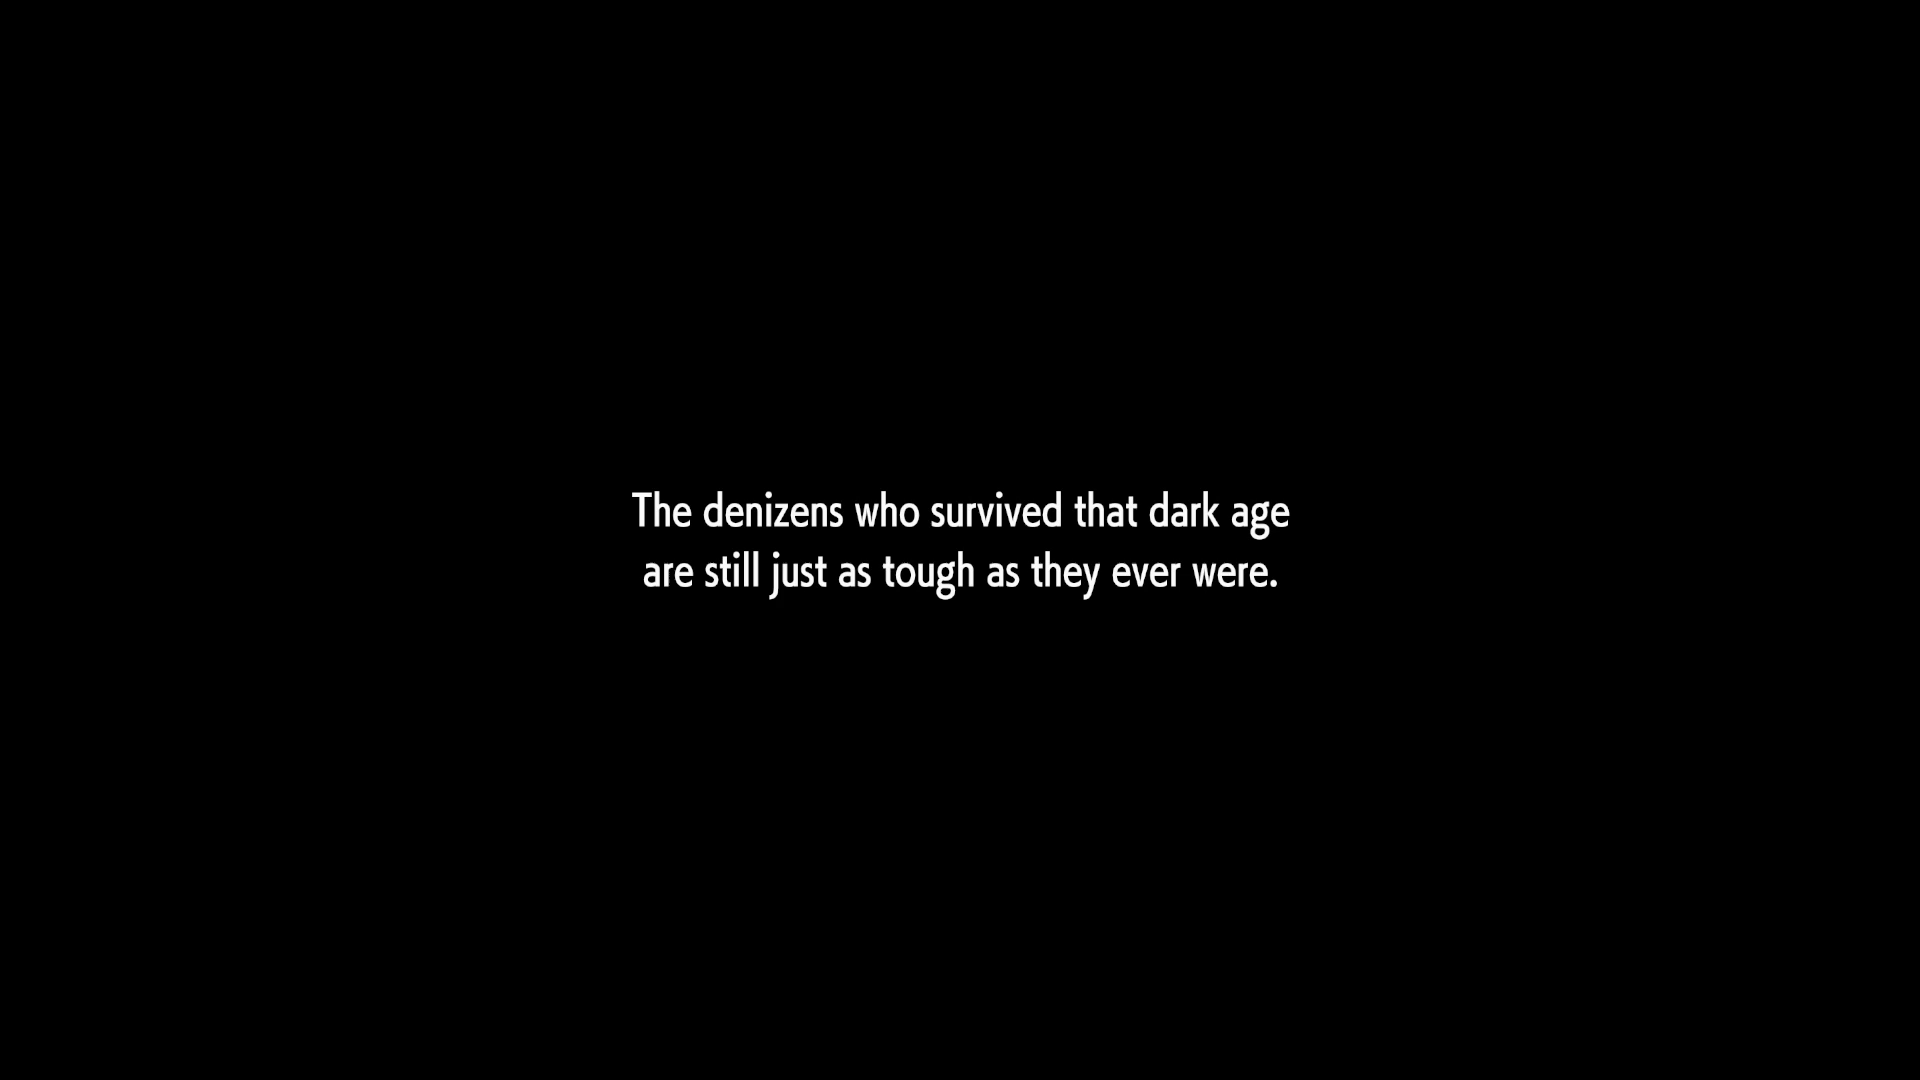 The denizens who survived that dark age
are still just as tough as they ever were.